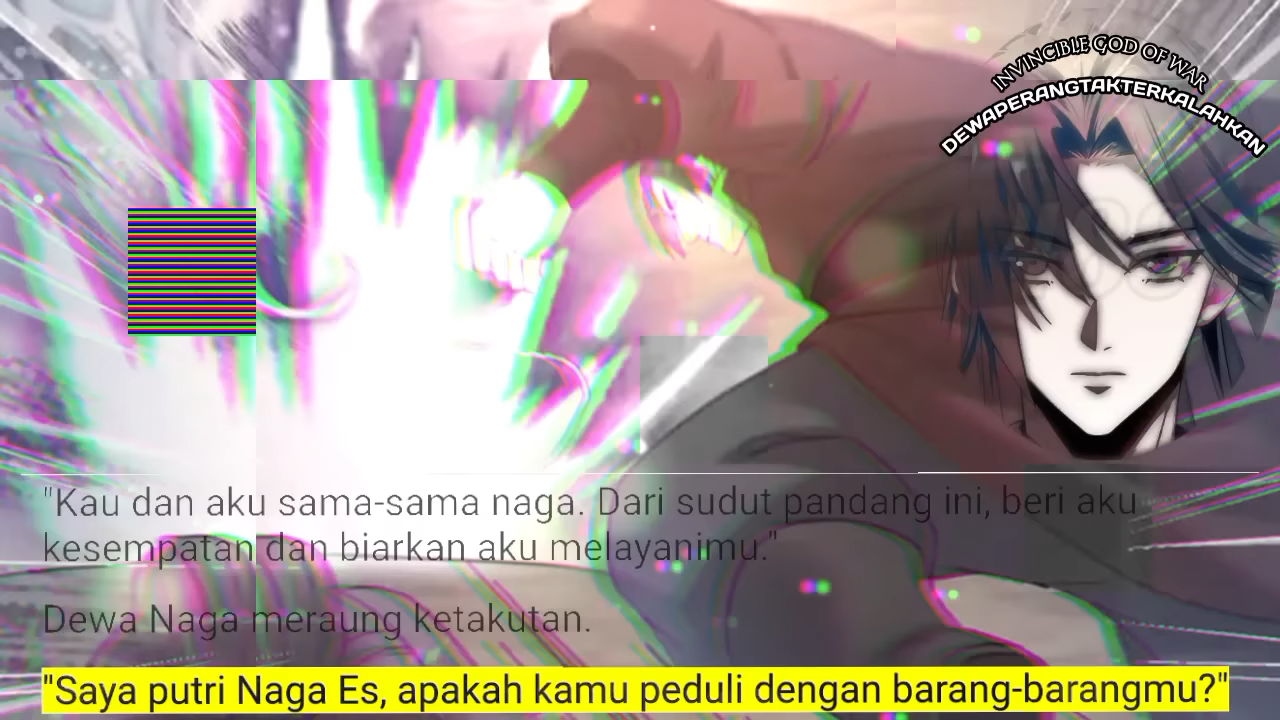 INVINCIBLE GOD OF WAR
DEWAPERANGTAKTERKALAHKAN
"Kau dan aku sama-sama naga. Dari sudut pandang ini, beri aku
kesempatan dan biarkan aku melayanimu."
Dewa Naga meraung ketakutan.
"Saya putri Naga Es, apakah kamu peduli dengan barang-barangmu?"